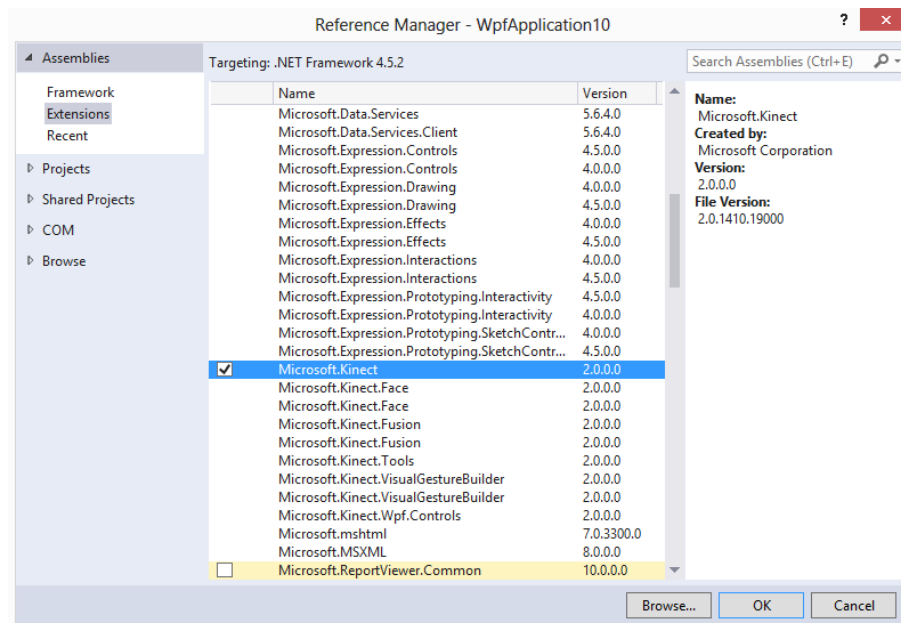 Reference Manager - WpfApplication10
?
Assemblies
Framework
Extensions
Recent
Projects
Shared Projects
COM
Browse
Targeting: .NET Framework 4.5.2
Search Assemblies (Ctrl+E)
Name Version
Microsoft.Data.Services 5.6.4.0
Microsoft.Data.Services.Client 5.6.4.0
Microsoft.Expression.Controls 4.5.0.0
Microsoft.Expression.Controls 4.0.0.0
Microsoft.Expression.Drawing 4.0.0.0
Microsoft.Expression.Drawing 4.5.0.0
Microsoft.Expression.Effects 4.0.0.0
Microsoft.Expression.Effects 4.5.0.0
Microsoft.Expression.Interactions 4.0.0.0
Microsoft.Expression.Interactions 4.5.0.0
Microsoft.Expression.Prototyping.Interactivity 4.5.0.0
Microsoft.Expression.Prototyping.Interactivity 4.0.0.0
Microsoft.Expression.Prototyping.SketchContr... 4.0.0.0
Microsoft.Expression.Prototyping.SketchContr... 4.5.0.0
Microsoft.Kinect 2.0.0.0
Microsoft.Kinect.Face 2.0.0.0
Microsoft.Kinect.Face 2.0.0.0
Microsoft.Kinect.Fusion 2.0.0.0
Microsoft.Kinect.Fusion 2.0.0.0
Microsoft.Kinect.Tools 2.0.0.0
Microsoft.Kinect.VisualGestureBuilder 2.0.0.0
Microsoft.Kinect.VisualGestureBuilder 2.0.0.0
Microsoft.Kinect.Wpf.Controls 2.0.0.0
Microsoft.mshtml 7.0.3300.0
Microsoft.MSXML 8.0.0.0
Microsoft.ReportViewer.Common 10.0.0.0
Name:
Microsoft.Kinect
Created by:
Microsoft Corporation
Version:
2.0.0.0
File Version:
2.0.1410.19000
Browse... OK Cancel